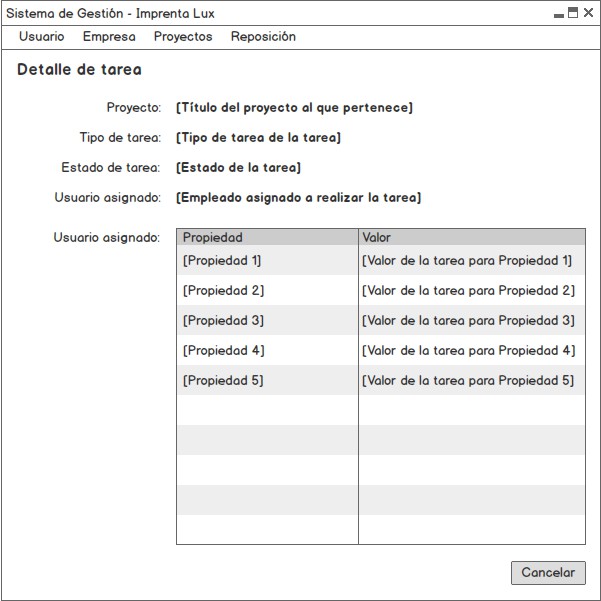 Sistema de Gestión - Imprenta Lux
Usuario Empresa Proyectos Reposición
Detalle de tarea
Proyecto: [Título del proyecto al que pertenece]
Tipo de tarea: [Tipo de tarea de la tarea]
Estado de tarea: [Estado de la tarea]
Usuario asignado: [Empleado asignado a realizar la tarea]
Usuario asignado: Propiedad Valor
[Propiedad 1] [Valor de la tarea para Propiedad 1]
[Propiedad 2] [Valor de la tarea para Propiedad 2]
[Propiedad 3] [Valor de la tarea para Propiedad 3]
[Propiedad 4] [Valor de la tarea para Propiedad 4]
[Propiedad 5] [Valor de la tarea para Propiedad 5]
Cancelar